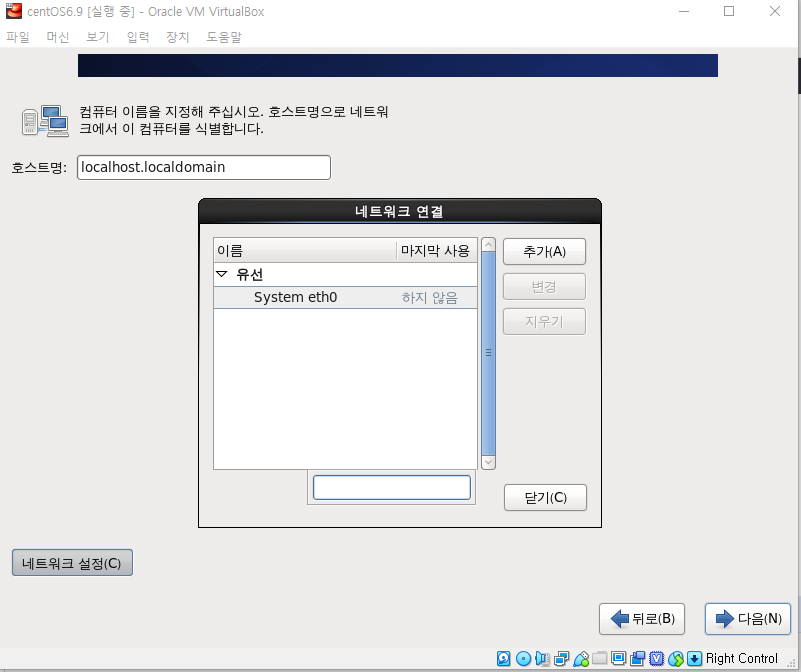 centOS6.9 [실행 중] - Oracle VM VirtualBox
파일 머신 보기 입력 장치 도움말
컴퓨터 이름을 지정해 주십시오. 호스트명으로 네트워
크에서 이 컴퓨터를 식별합니다.
호스트명: localhost.localdomain
네트워크 연결
이름 마지막 사용 추가(A)
유선
변경
System eth0 하지 않음
지우기
닫기(C)
네트워크 설정(C)
뒤로(B) 다음(N)
Right Control